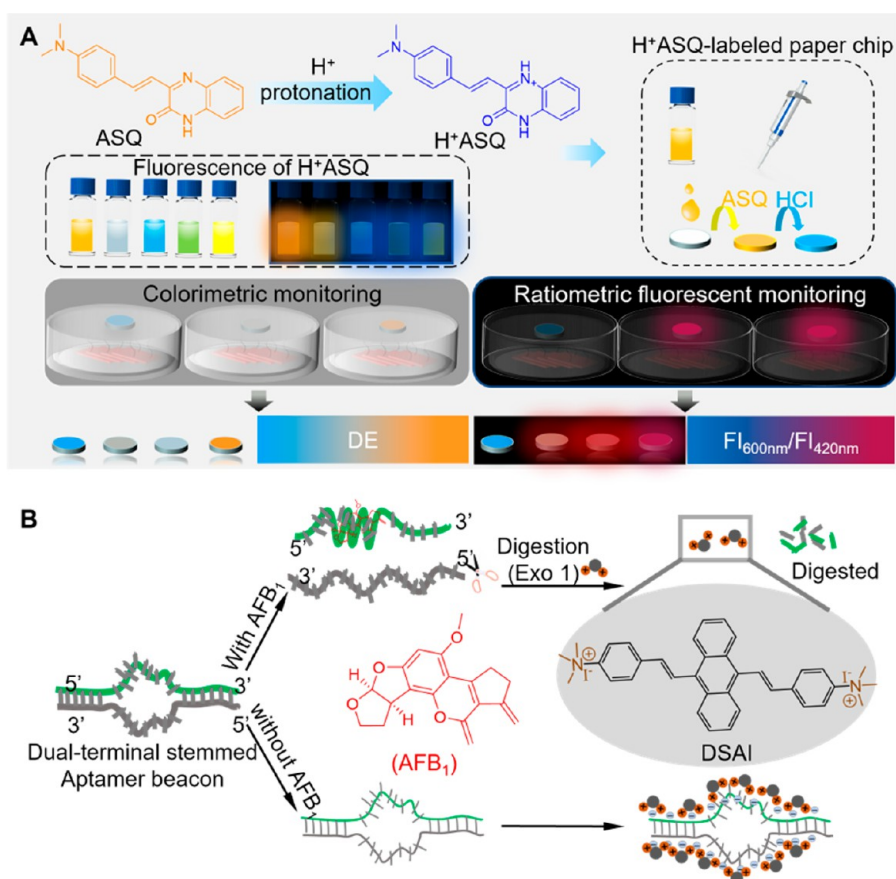 A
N
N
O
N
H
ASQ
H⁺
protonation
N
H
N⁺
O
N
H
H⁺ASQ
H⁺ASQ-labeled paper chip
ASQ
HCl
Fluorescence of H⁺ASQ
Colorimetric monitoring
Ratiometric fluorescent monitoring
DE
FI600nm/FI420nm
B
5’
3’
3’
5’
Dual-terminal stemmed
Aptamer beacon
With AFB₁
without AFB₁
5’
3’
3’
5’
Digestion
(Exo 1)
Digested
O
H
O
O
H
O
(AFB₁)
N
I⁻
I⁻
N
DSAI